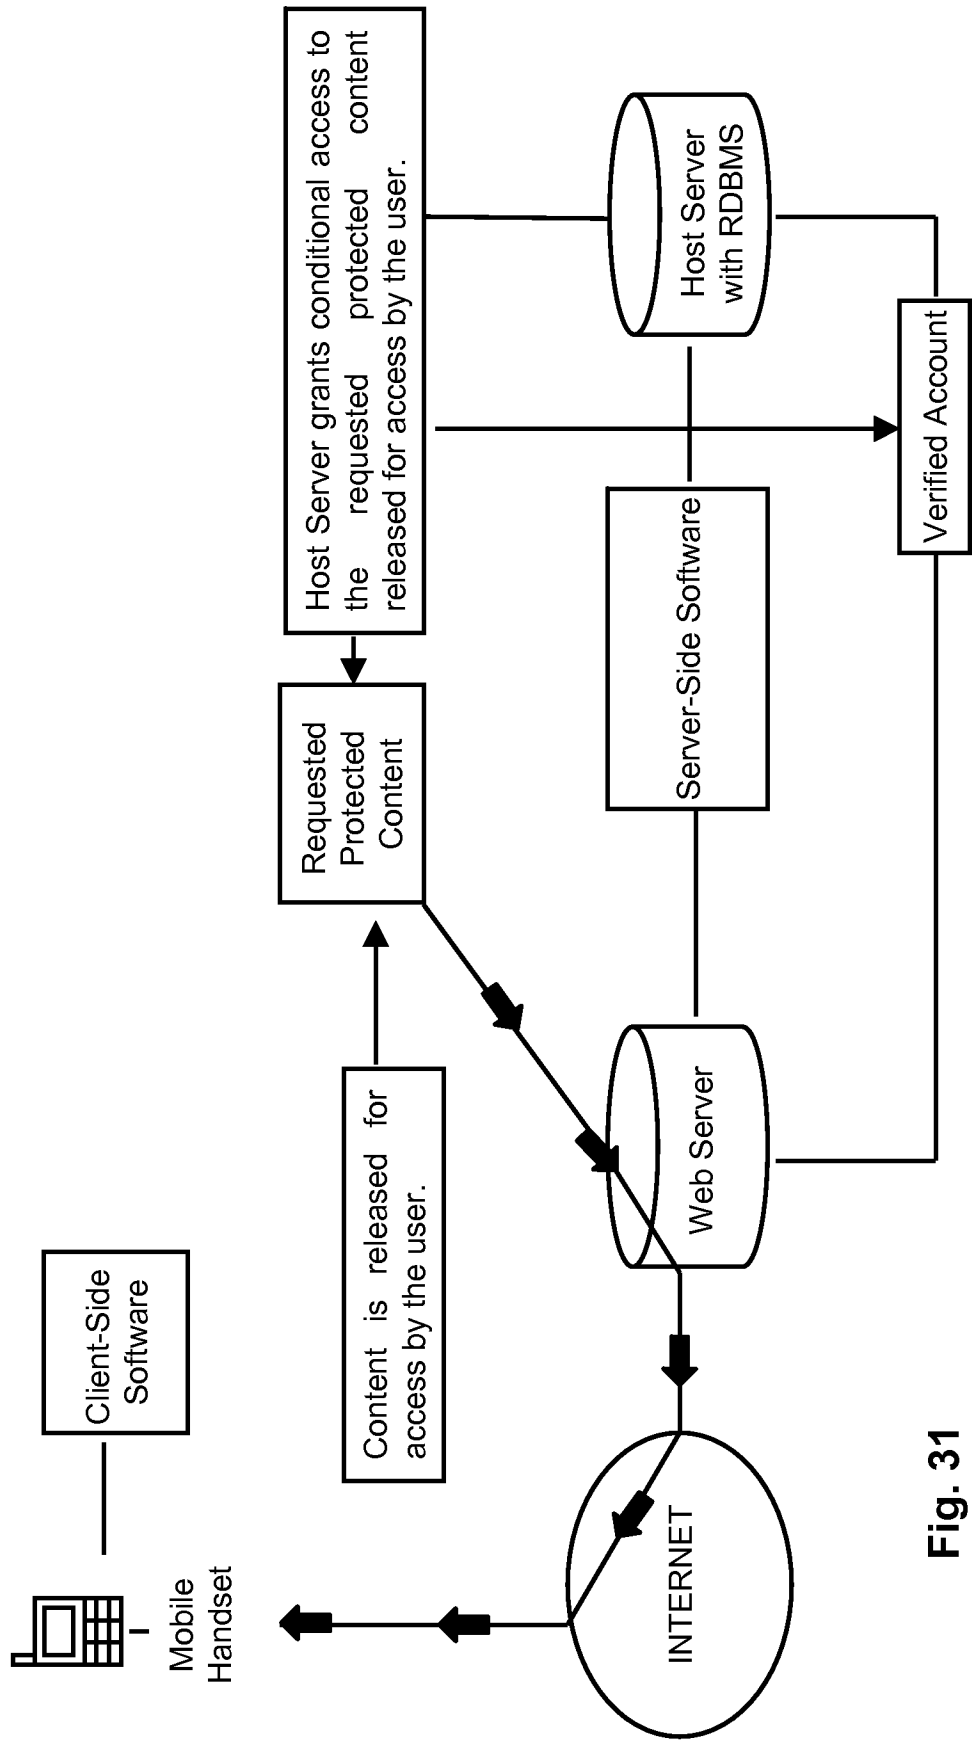 Mobile
Handset
Client-Side
Software
Content is released for
access by the user.
Requested
Protected
Content
Host Server grants conditional access to
the requested protected content
released for access by the user.
INTERNET
Web Server
Server-Side Software
Host Server
with RDBMS
Verified Account
Fig. 31